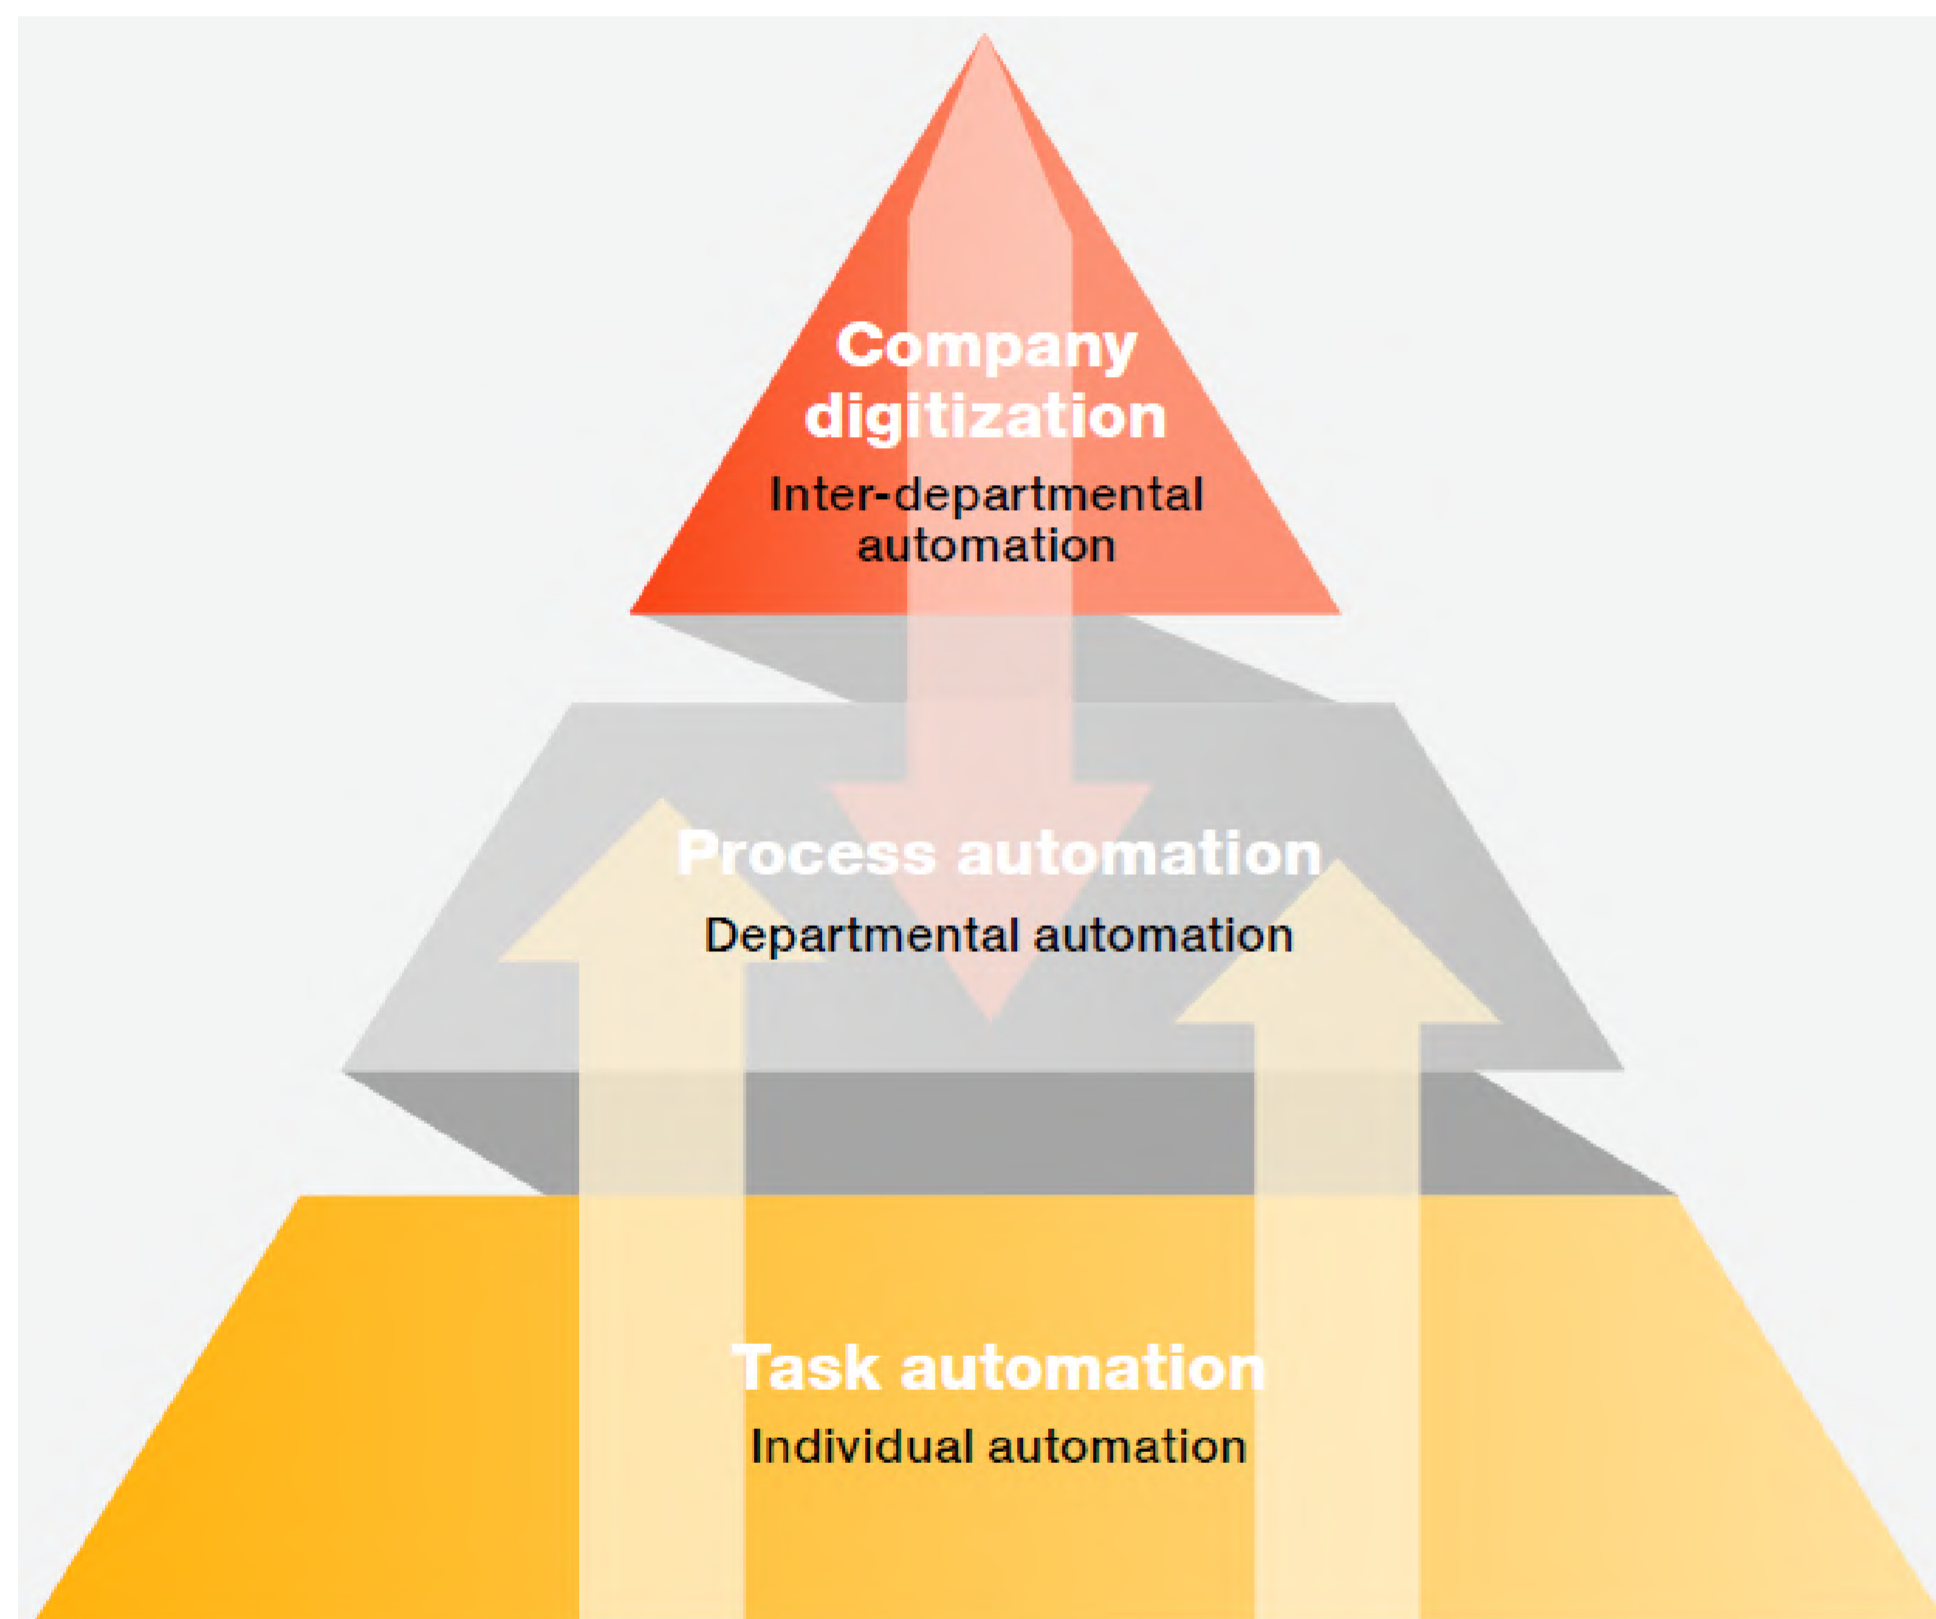 Company
digitization
Inter-departmental
automation
Process automation
Departmental automation
Task automation
Individual automation